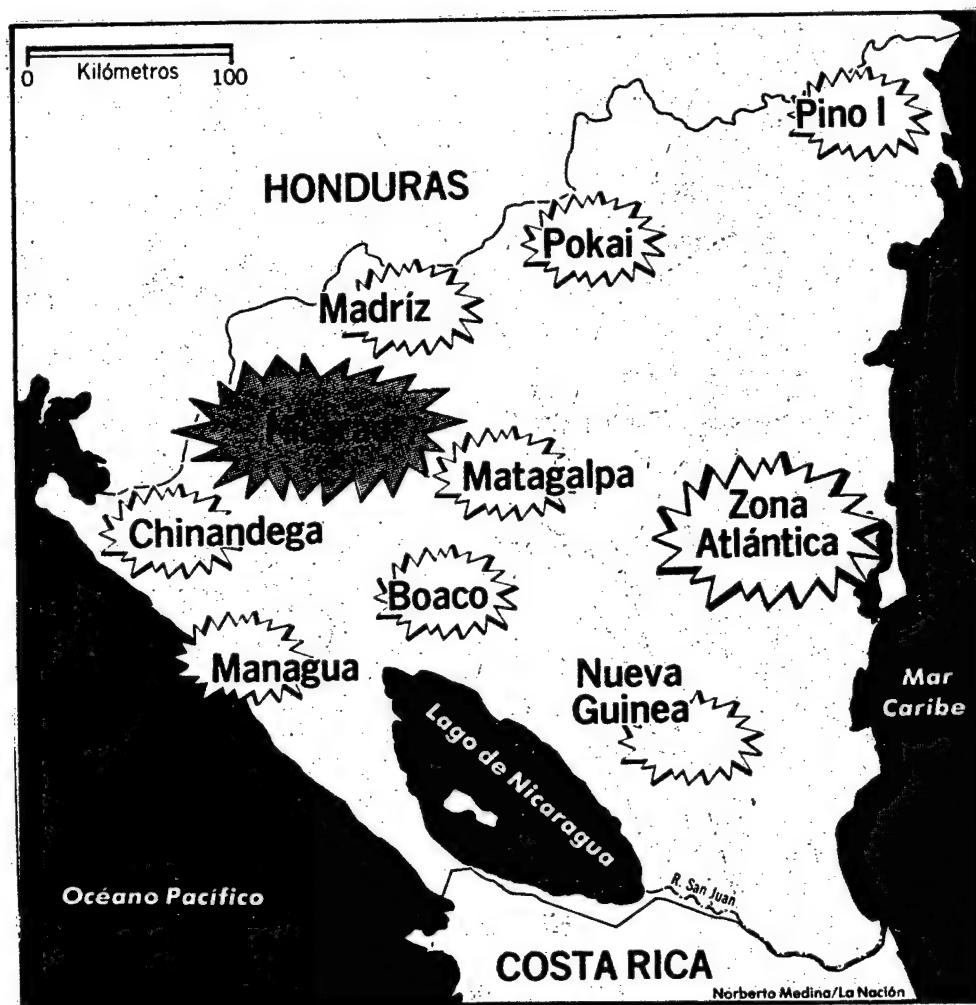 0 Kilómetros 100
Pino I
HONDURAS
Pokai
Madríz
Matagalpa
Zona
Atlántica
Chinandega
Boaco
Managua
Nueva
Guinea
Mar
Caribe
Lago de Nicaragua
Océano Pacífico
R. San Juan
COSTA RICA
Norberto Medina/La Nación